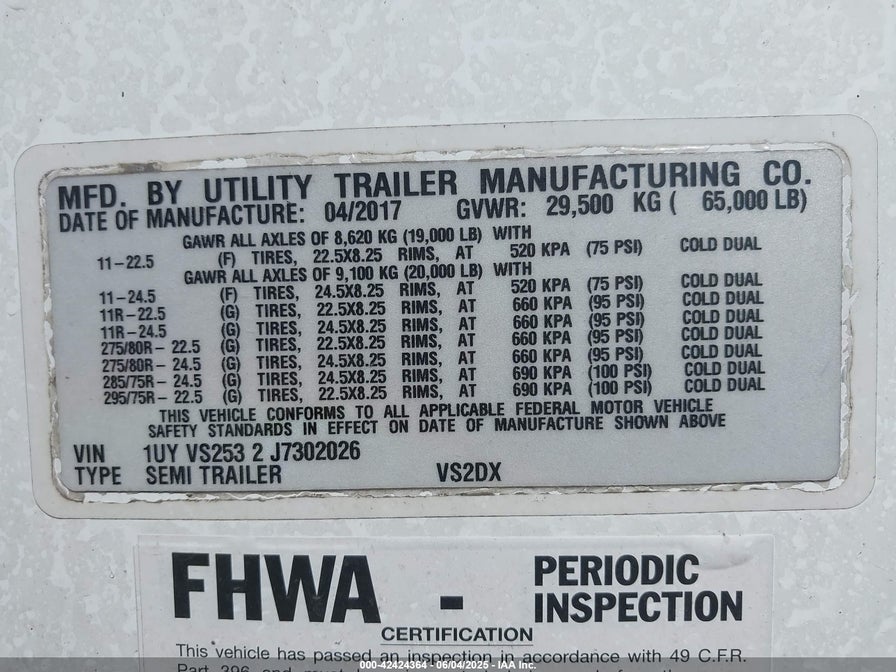 MFD. BY UTILITY TRAILER MANUFACTURING CO.
DATE OF MANUFACTURE: 04/2017 GVWR: 29,500 KG ( 65,000 LB)
GAWR ALL AXLES OF 8,620 KG (19,000 LB) WITH
11-22.5 (F) TIRES, 22.5X8.25 RIMS, AT 520 KPA (75 PSI) COLD DUAL
GAWR ALL AXLES OF 9,100 KG (20,000 LB) WITH
11-24.5 (F) TIRES, 24.5X8.25 RIMS, AT 520 KPA (75 PSI) COLD DUAL
11R-22.5 (G) TIRES, 22.5X8.25 RIMS, AT 660 KPA (95 PSI) COLD DUAL
11R-24.5 (G) TIRES, 24.5X8.25 RIMS, AT 660 KPA (95 PSI) COLD DUAL
275/80R-22.5 (G) TIRES, 22.5X8.25 RIMS, AT 660 KPA (95 PSI) COLD DUAL
275/80R-24.5 (G) TIRES, 24.5X8.25 RIMS, AT 660 KPA (95 PSI) COLD DUAL
285/75R-24.5 (G) TIRES, 24.5X8.25 RIMS, AT 690 KPA (100 PSI) COLD DUAL
295/75R-22.5 (G) TIRES, 22.5X8.25 RIMS, AT 690 KPA (100 PSI) COLD DUAL
THIS VEHICLE CONFORMS TO ALL APPLICABLE FEDERAL MOTOR VEHICLE
SAFETY STANDARDS IN EFFECT ON DATE OF MANUFACTURE SHOWN ABOVE
VIN 1UY VS253 2 J7302026
TYPE SEMI TRAILER VS2DX
FHWA - PERIODIC INSPECTION
CERTIFICATION
This vehicle has passed an inspection in accordance with 49 C.F.R.
Part 396 and must
000-42424364 - 06/04/2025 - IAA Inc.